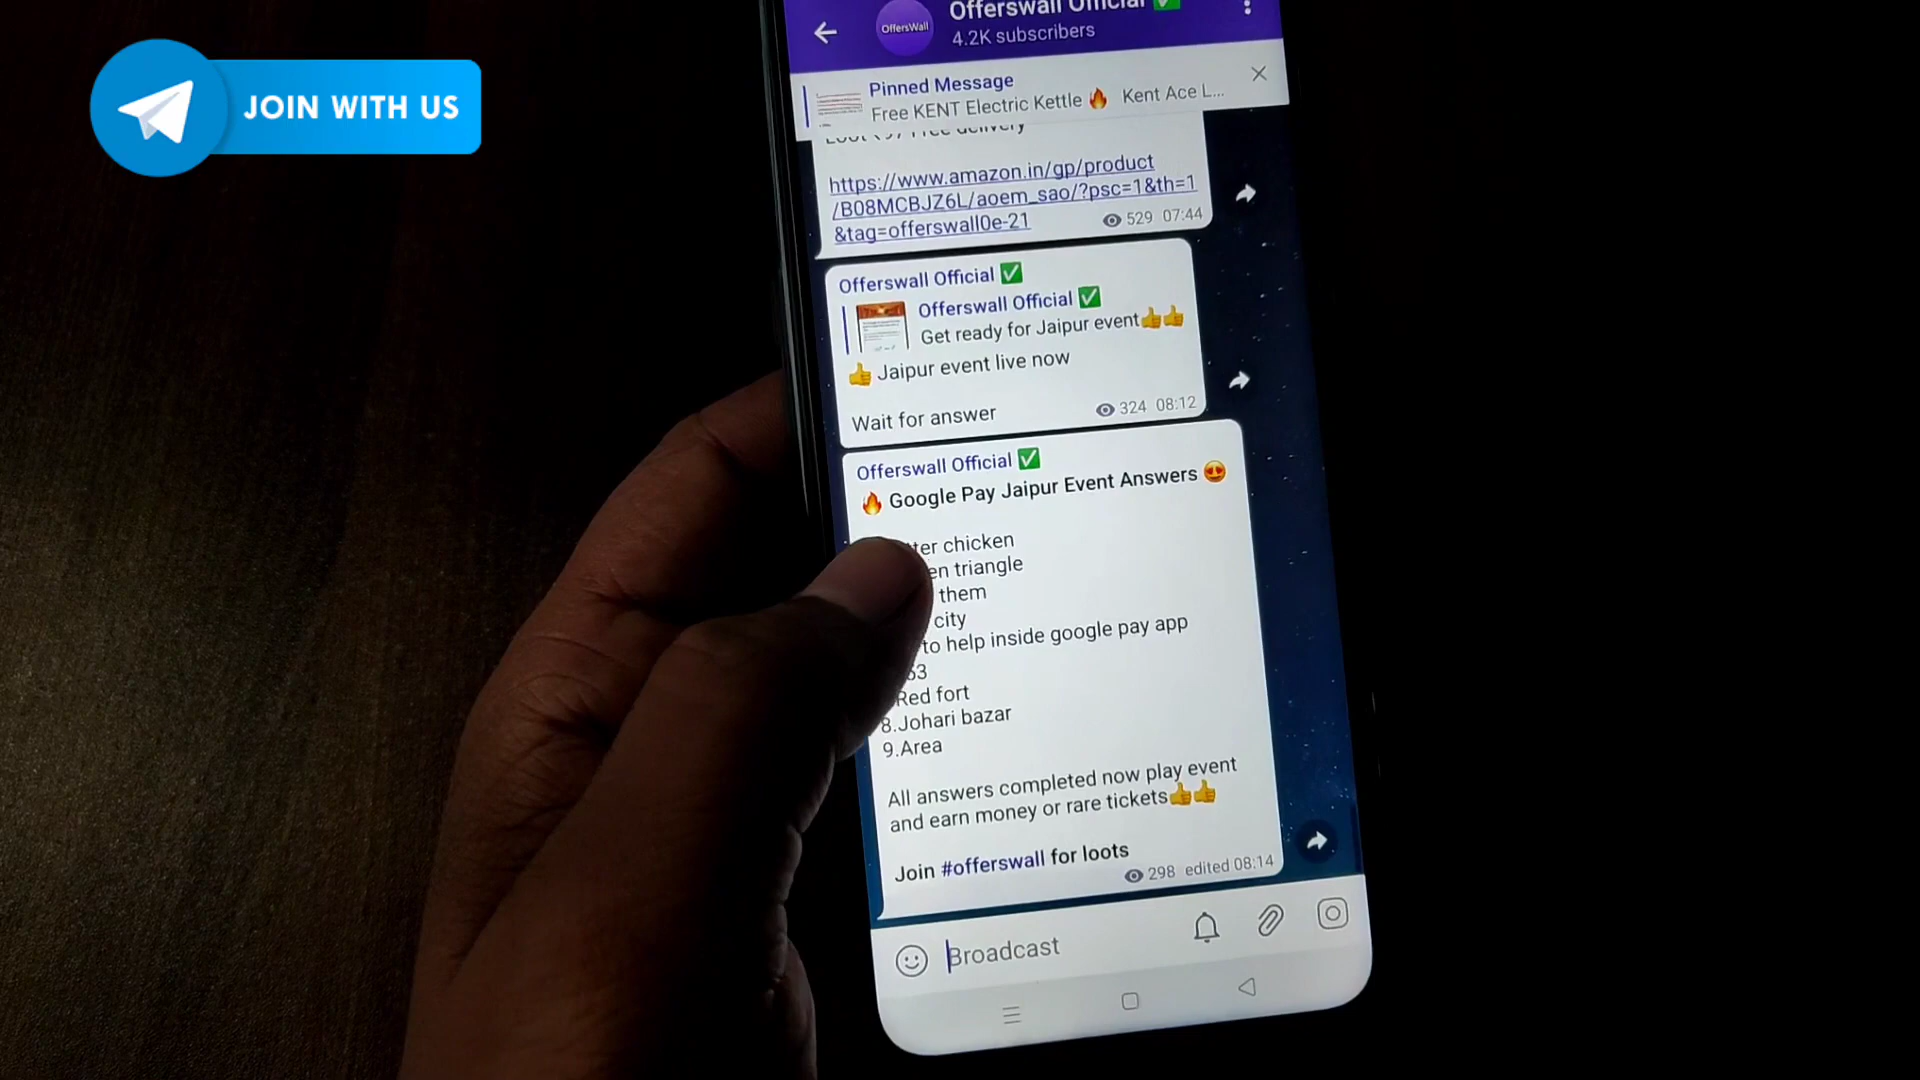 JOIN WITH US
Offerswall Official ✅
OffersWall
4.2K subscribers
Pinned Message
Free KENT Electric Kettle 🔥 Kent Ace L...
Free delivery
https://www.amazon.in/gp/product
/B08MCBJZ6L/aoem_sao/?psc=1&th=1
&tag=offerswall0e-21
529 07:44
Offerswall Official ✅
Offerswall Official ✅
Get ready for Jaipur event👍👍
👍 Jaipur event live now
Wait for answer
324 08:12
Offerswall Official ✅
🔥 Google Pay Jaipur Event Answers 😍
tter chicken
en triangle
them
city
to help inside google pay app
63
Red fort
8.Johari bazar
9.Area
All answers completed now play event
and earn money or rare tickets👍👍
Join #offerswall for loots
298 edited 08:14
Broadcast